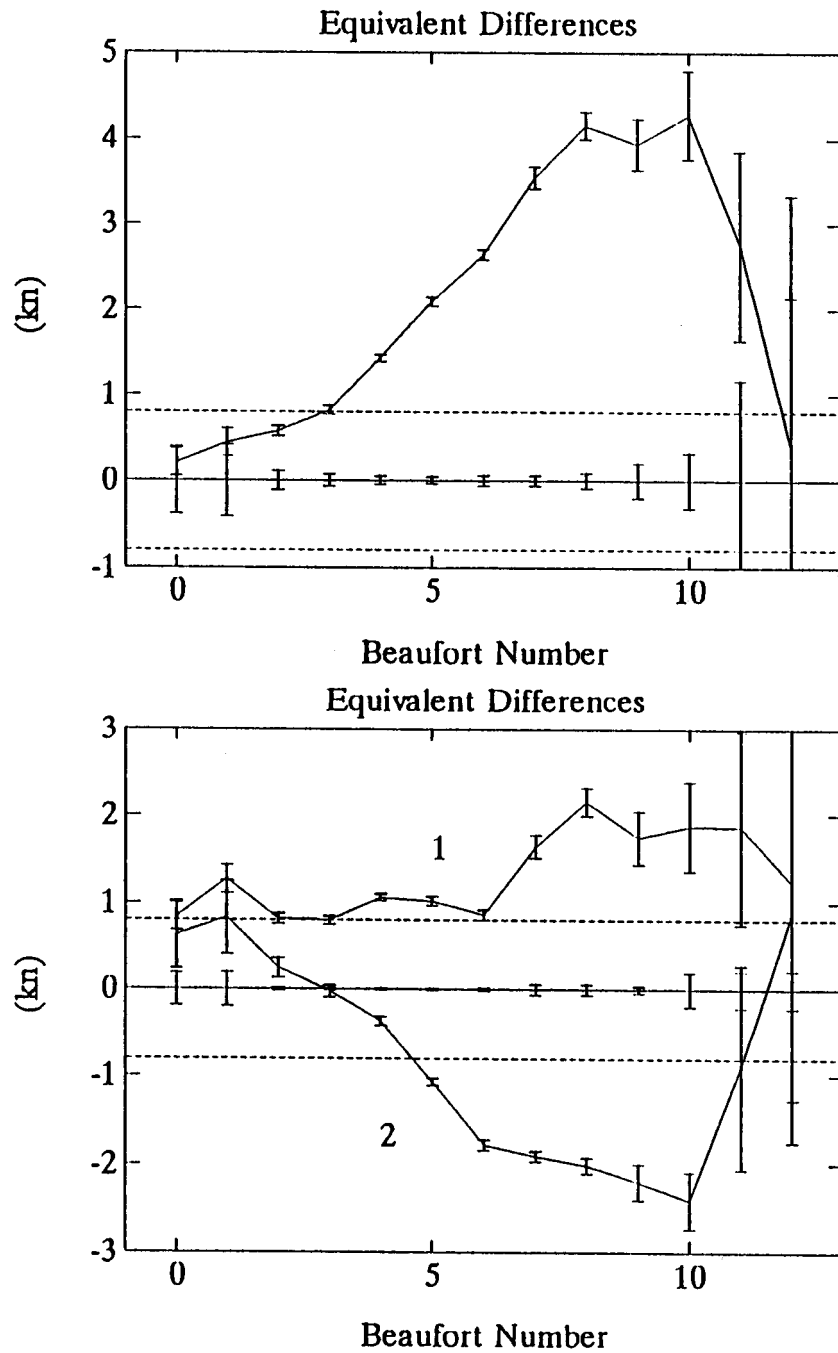 Equivalent Differences
5
4
3
2
1
0
-1
(kn)
0 5 10
Beaufort Number
Equivalent Differences
3
2
1
0
-1
-2
-3
(kn)
1
2
0 5 10
Beaufort Number